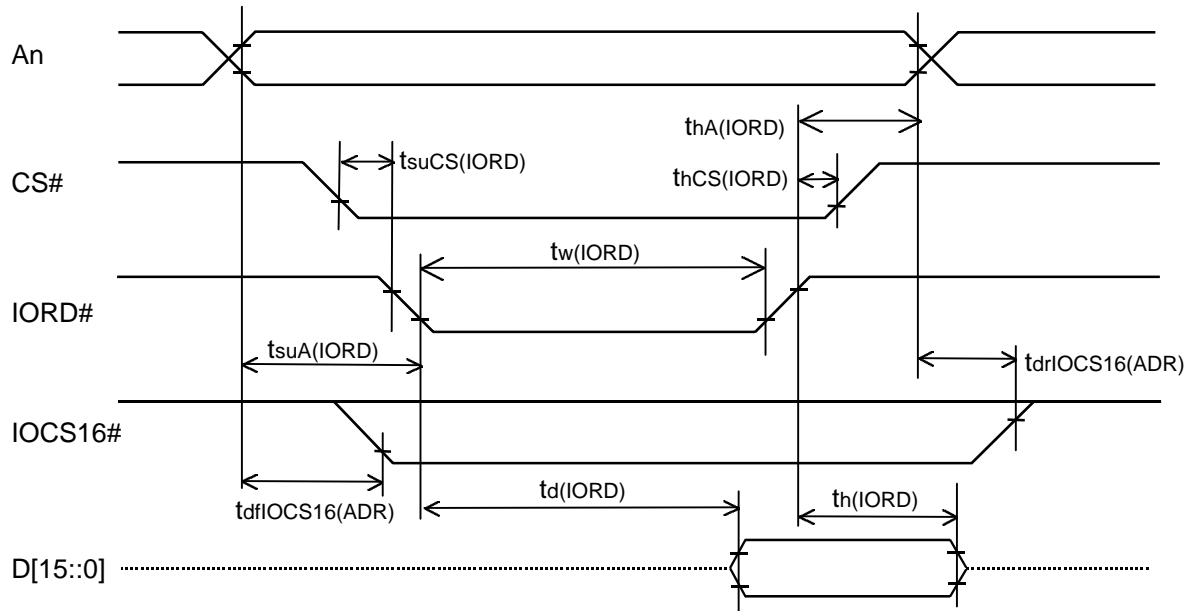 An
thA(IORD)
tsuCS(IORD)
thCS(IORD)
CS#
tw(IORD)
IORD#
tsuA(IORD)
tdrIOCS16(ADR)
IOCS16#
td(IORD)
th(IORD)
tdfIOCS16(ADR)
D[15::0]